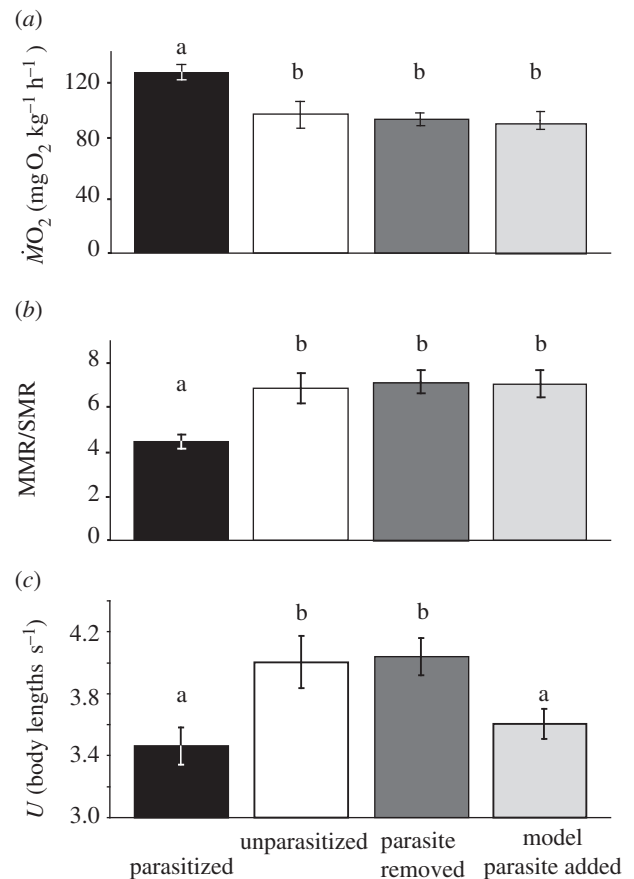 (a)
a
b
b
b
120
80
40
0
ṀO₂ (mg O₂ kg⁻¹ h⁻¹)
(b)
a
b
b
b
8
6
4
2
0
MMR/SMR
(c)
a
b
b
a
4.2
3.8
3.4
3.0
U (body lengths s⁻¹)
parasitized
unparasitized
parasite
removed
model
parasite added